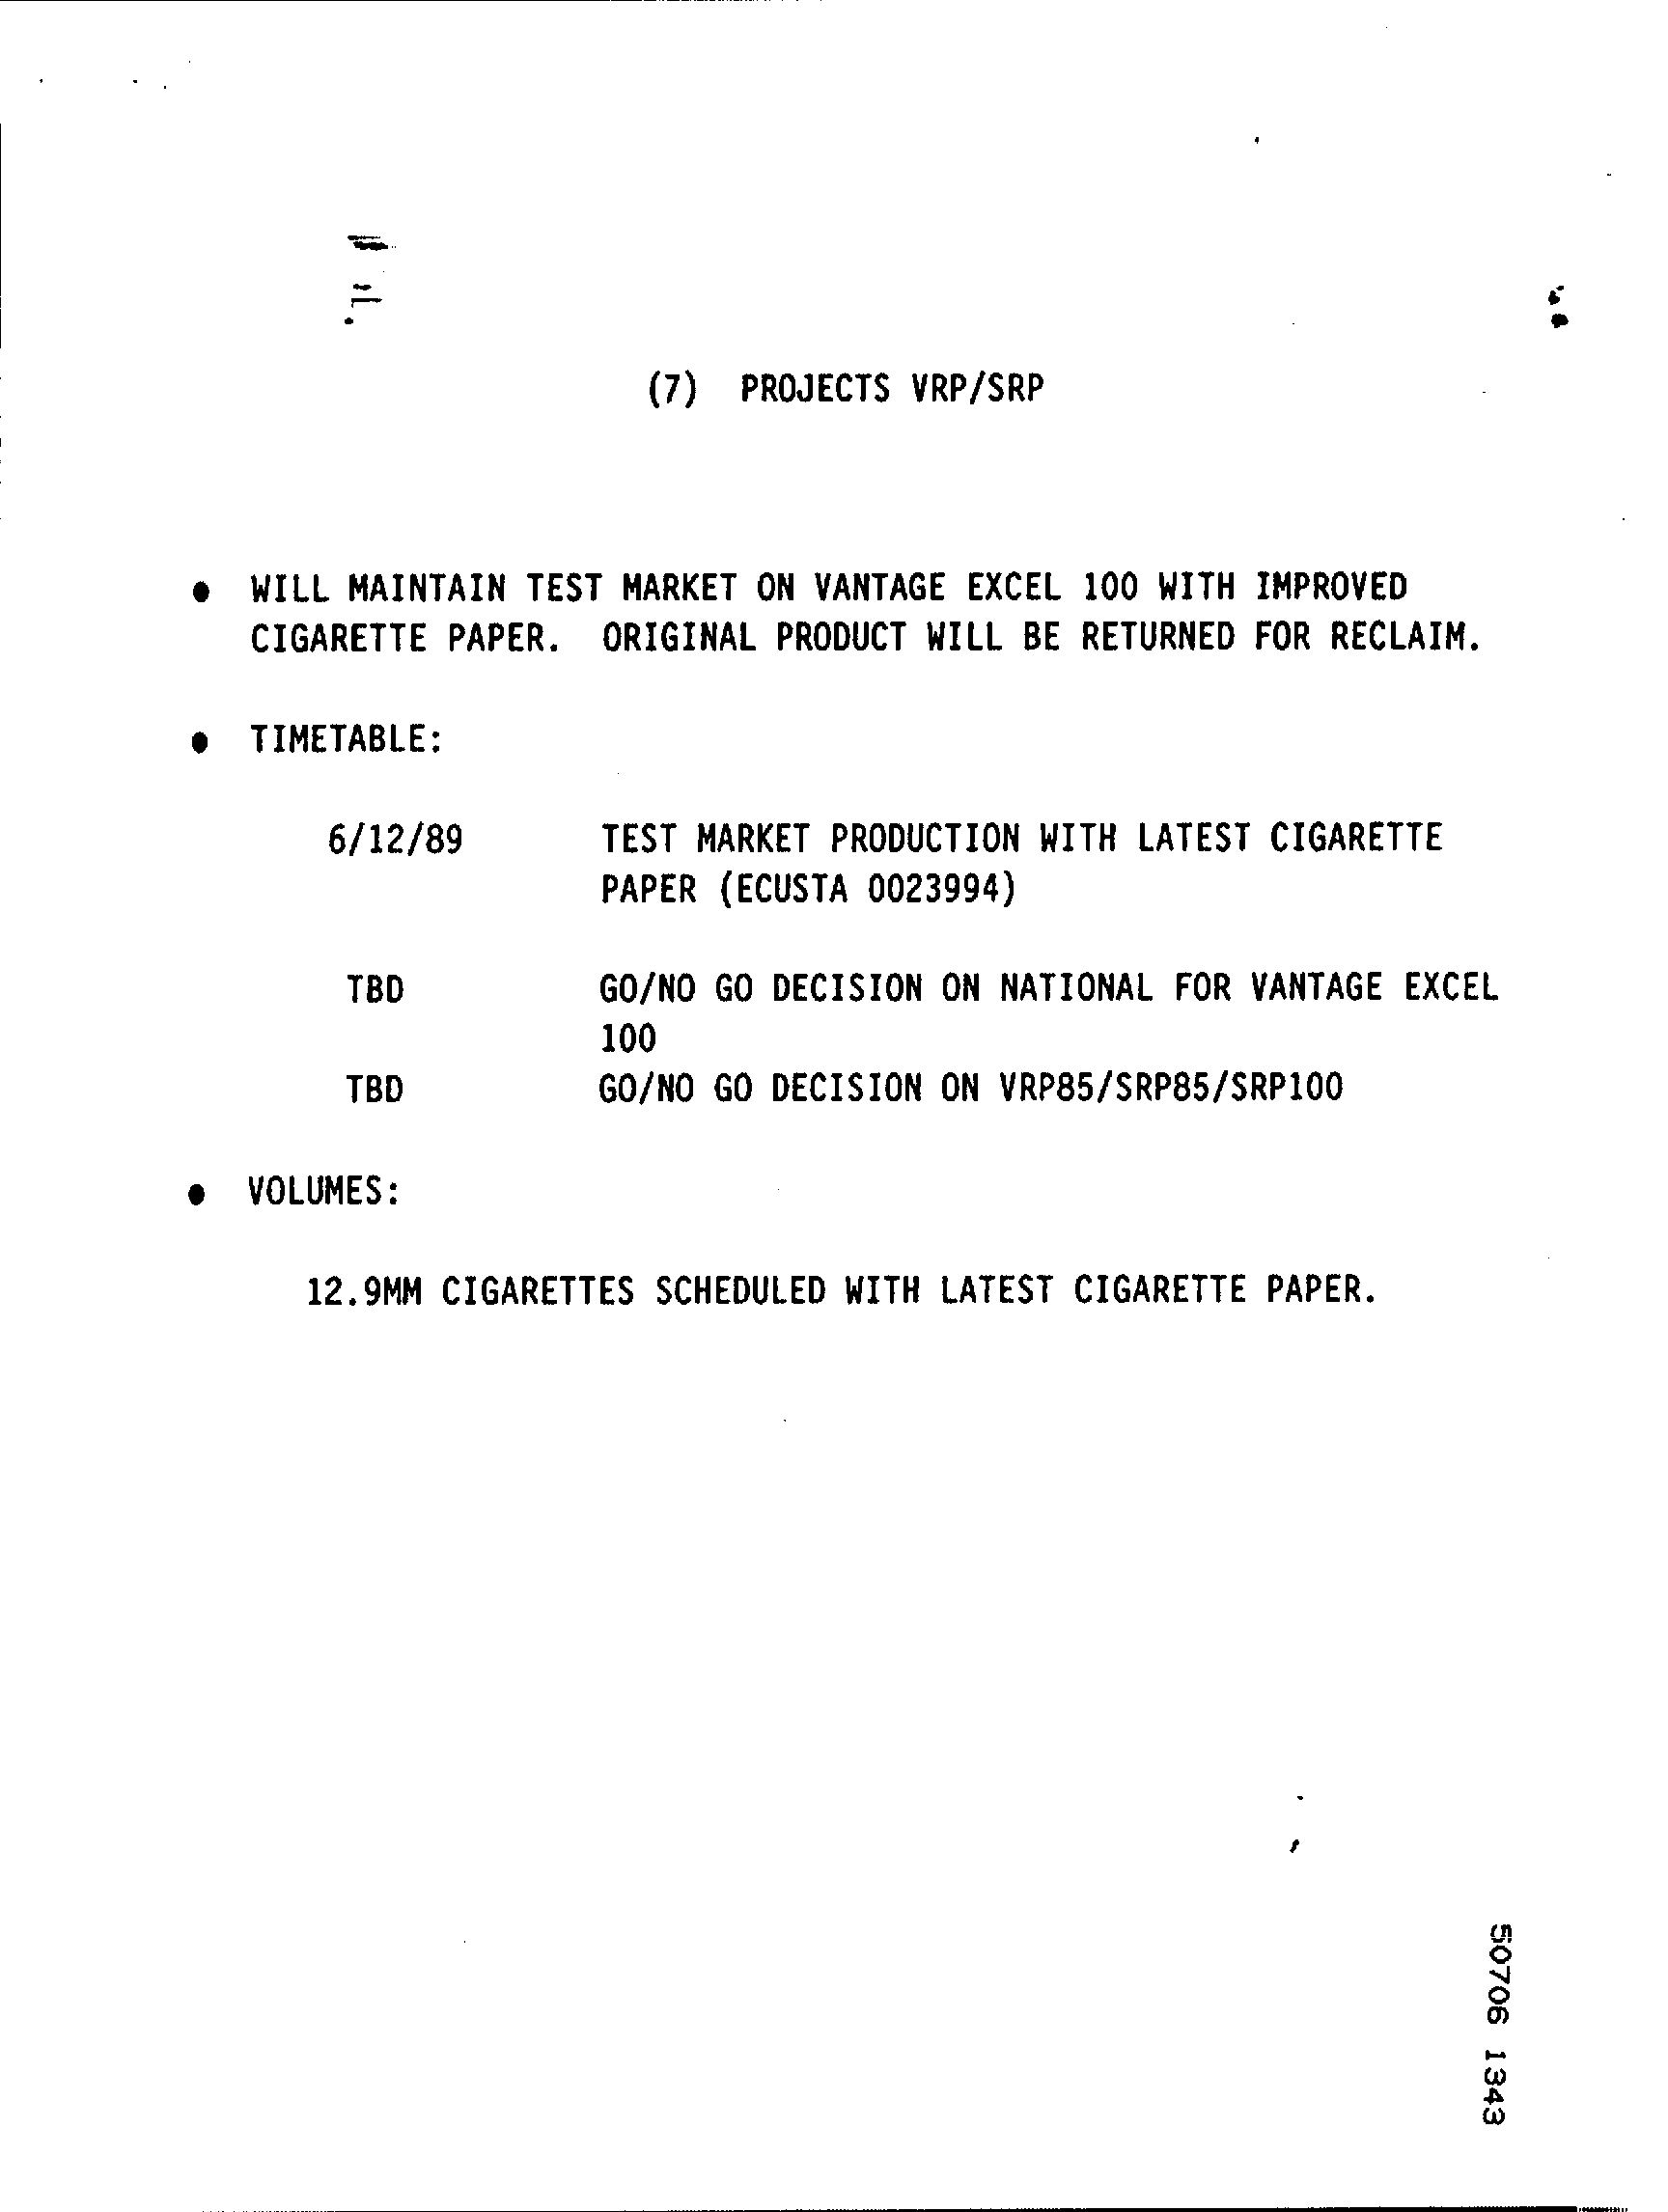 (7) PROJECTS VRP/SRP
● WILL MAINTAIN TEST MARKET ON VANTAGE EXCEL 100 WITH IMPROVED
CIGARETTE PAPER. ORIGINAL PRODUCT WILL BE RETURNED FOR RECLAIM.
● TIMETABLE:
6/12/89 TEST MARKET PRODUCTION WITH LATEST CIGARETTE
PAPER (ECUSTA 0023994)
TBD GO/NO GO DECISION ON NATIONAL FOR VANTAGE EXCEL
100
TBD GO/NO GO DECISION ON VRP85/SRP85/SRP100
● VOLUMES:
12.9MM CIGARETTES SCHEDULED WITH LATEST CIGARETTE PAPER.
50706 1343